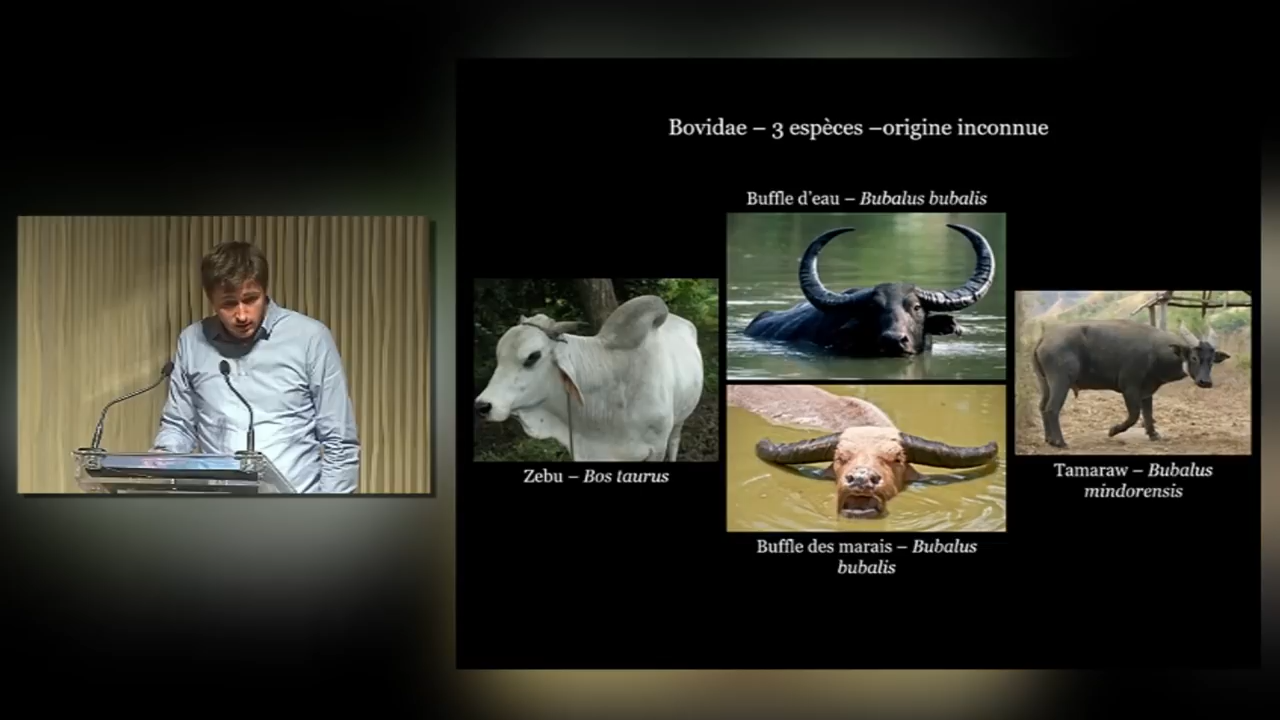 Bovidae – 3 espèces –origine inconnue
Buffle d'eau – Bubalus bubalis
Zebu – Bos taurus
Tamaraw – Bubalus
mindorensis
Buffle des marais – Bubalus
bubalis